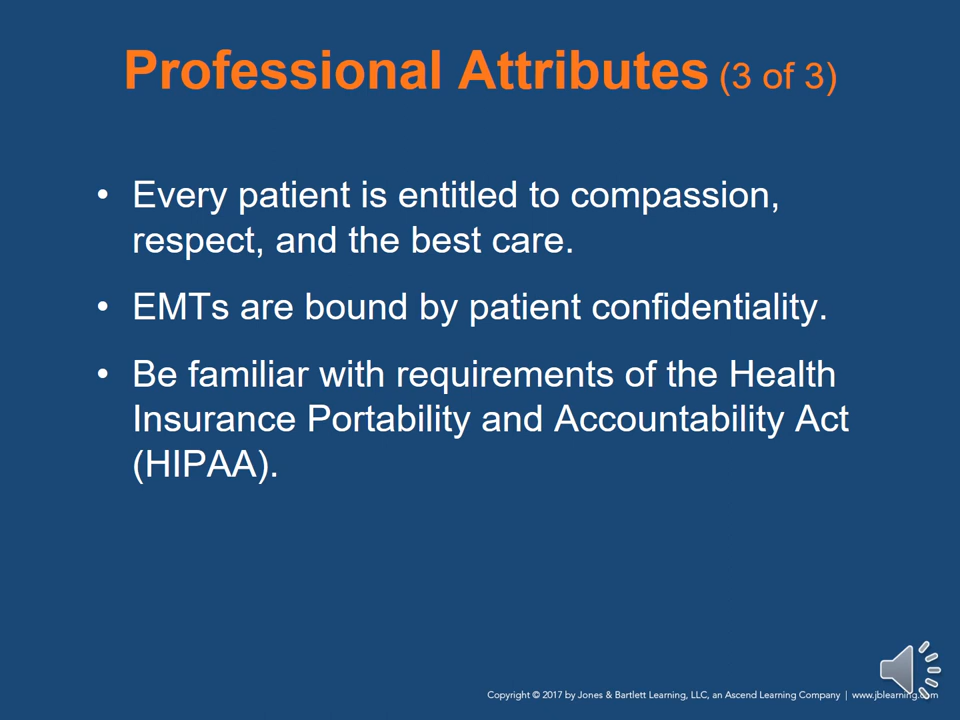 Professional Attributes (3 of 3)
• Every patient is entitled to compassion,
respect, and the best care.
• EMTs are bound by patient confidentiality.
• Be familiar with requirements of the Health
Insurance Portability and Accountability Act
(HIPAA).
Copyright © 2017 by Jones & Bartlett Learning, LLC, an Ascend Learning Company | www.jblearning.com